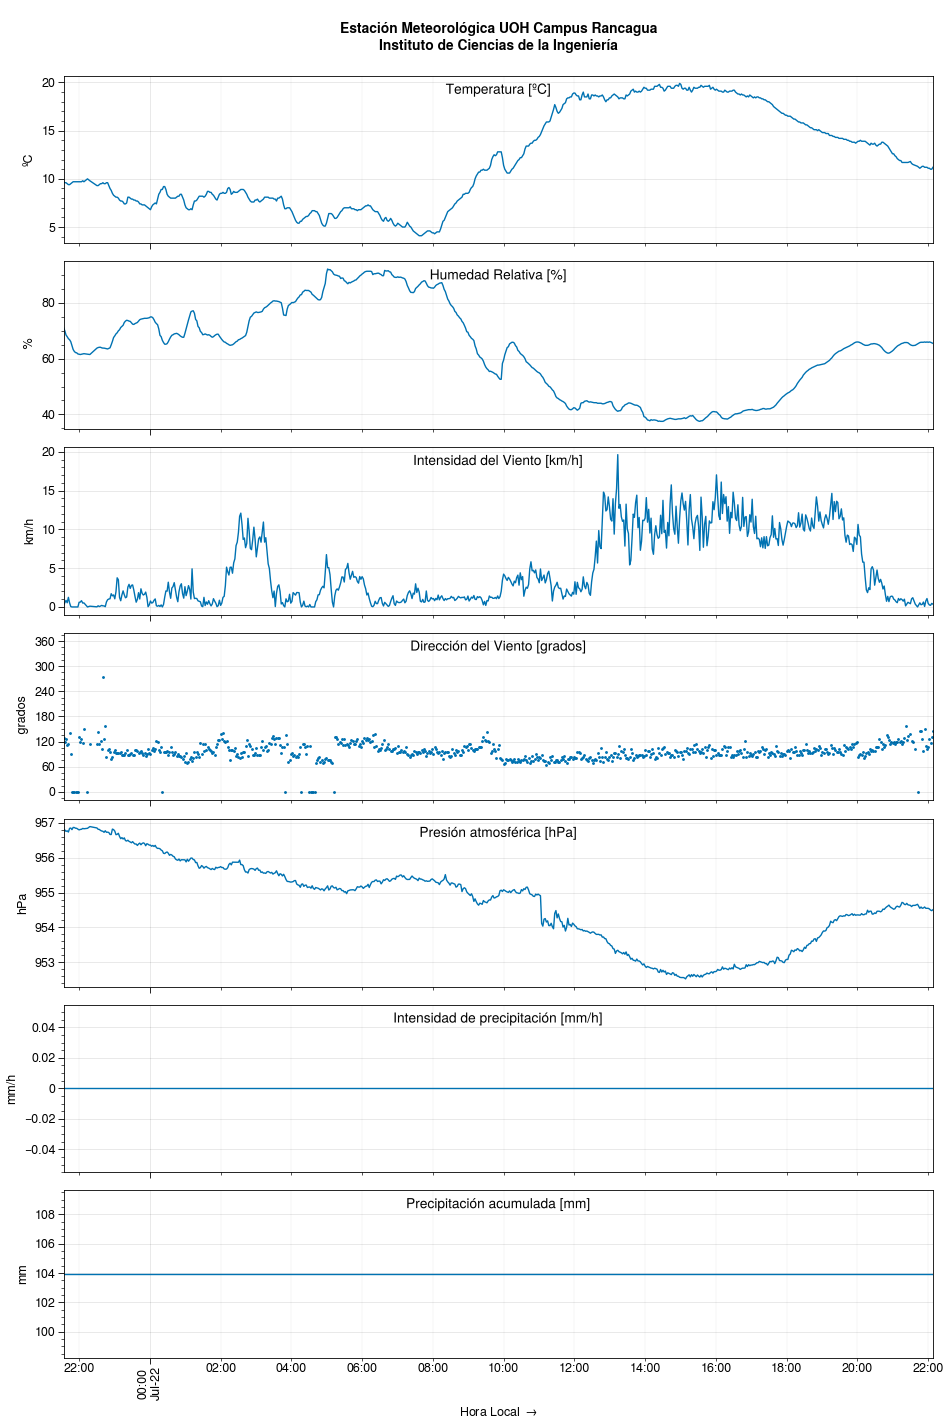 Estación Meteorológica UOH Campus Rancagua
Instituto de Ciencias de la Ingeniería
Temperatura [ºC]
ºC
20
15
10
5
Humedad Relativa [%]
%
80
60
40
Intensidad del Viento [km/h]
km/h
20
15
10
5
0
Dirección del Viento [grados]
grados
360
300
240
180
120
60
0
Presión atmosférica [hPa]
hPa
957
956
955
954
953
Intensidad de precipitación [mm/h]
mm/h
0.04
0.02
0
−0.02
−0.04
Precipitación acumulada [mm]
mm
108
106
104
102
100
22:00
00:00
Jul-22
02:00
04:00
06:00
08:00
10:00
12:00
14:00
16:00
18:00
20:00
22:00
Hora Local →